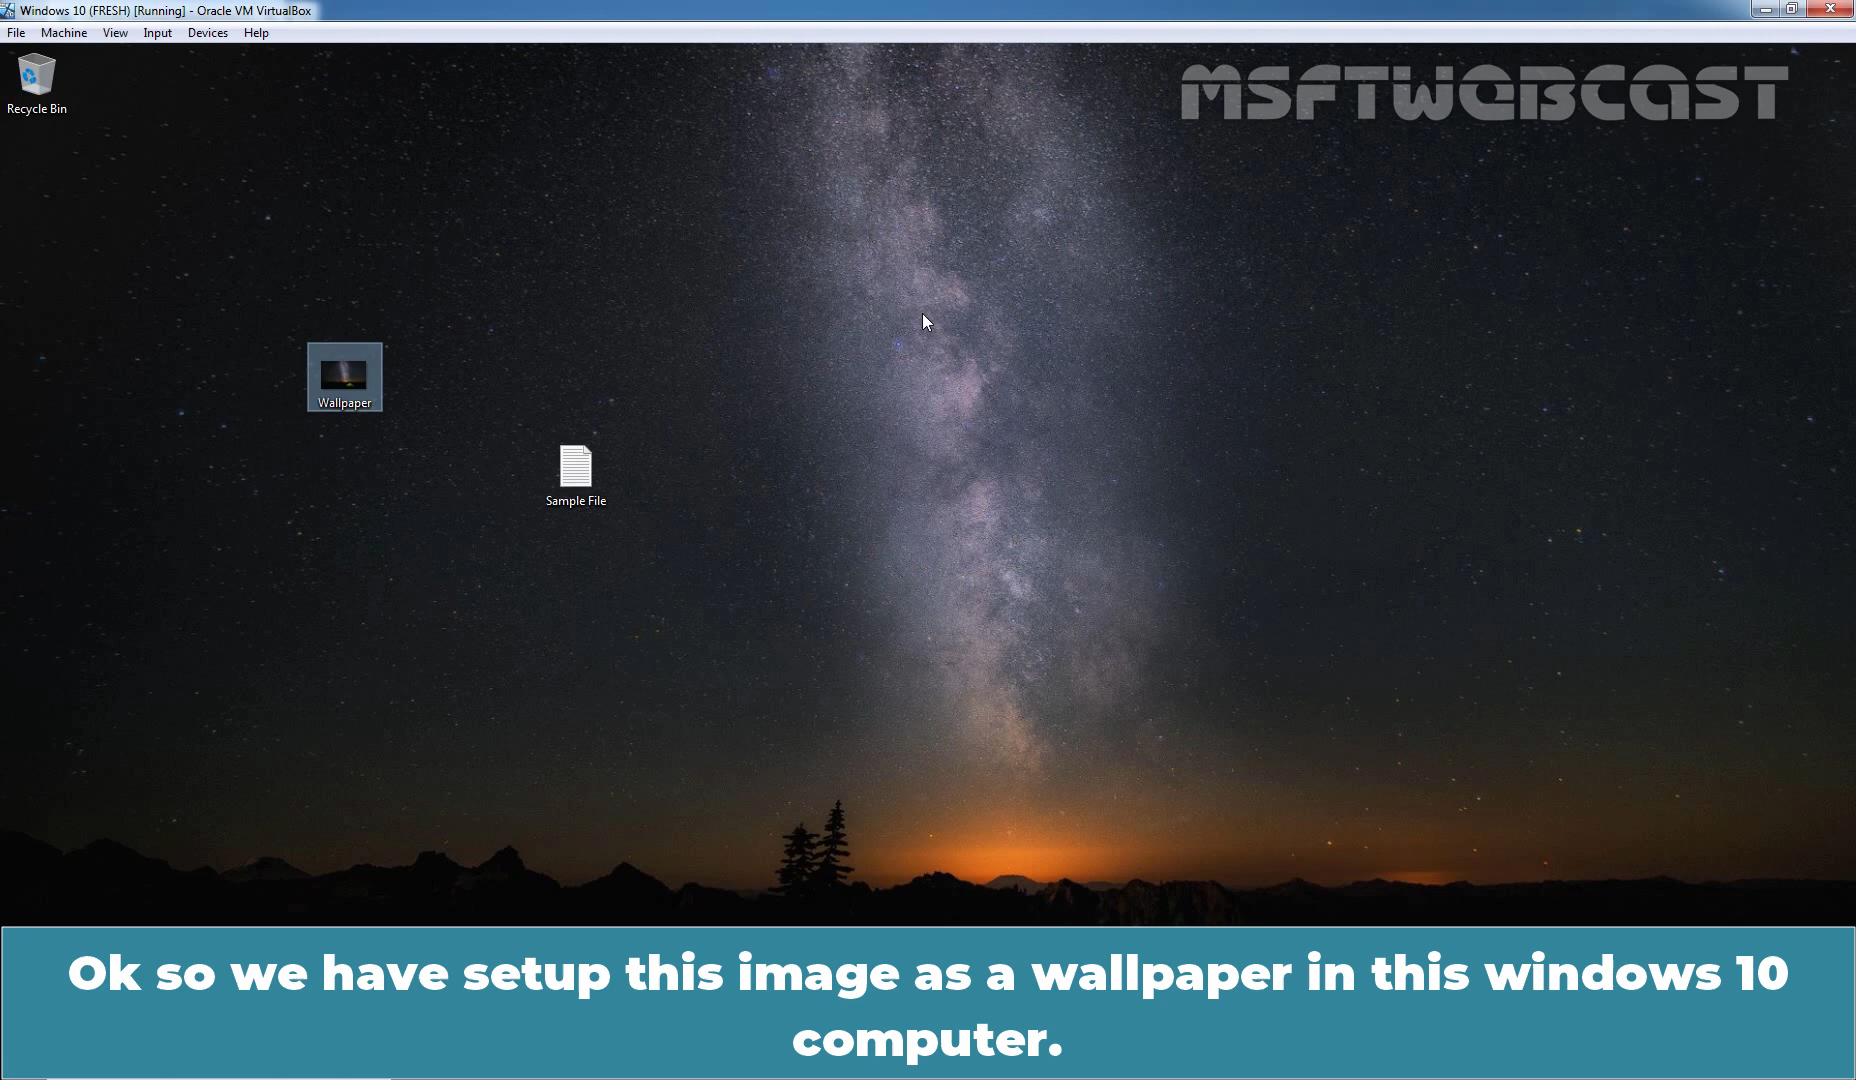 Windows 10 (FRESH) [Running] - Oracle VM VirtualBox
File Machine View Input Devices Help
Recycle Bin
MSFTWEBCAST
Wallpaper
Sample File
Ok so we have setup this image as a wallpaper in this windows 10
computer.